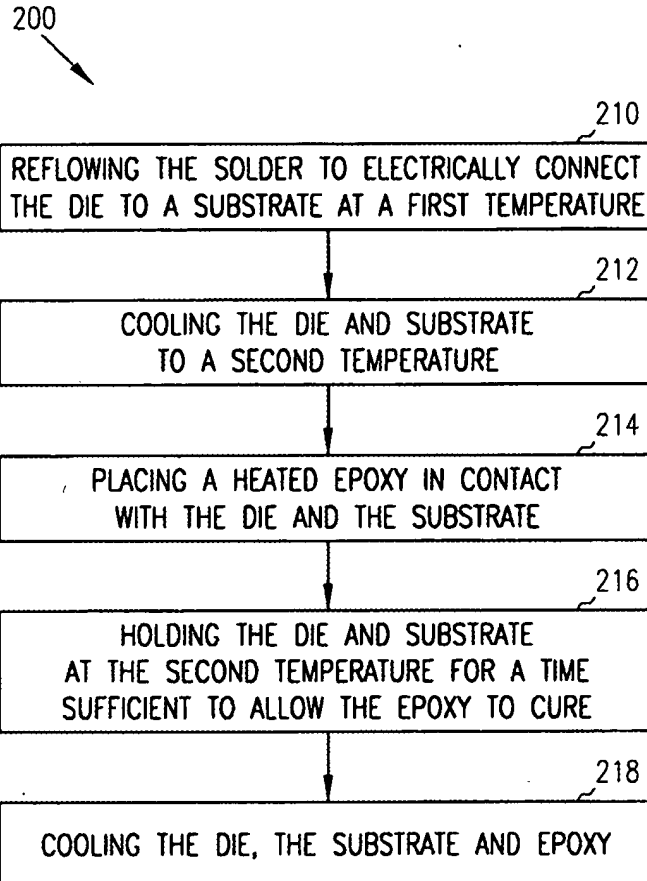 200
210
REFLOWING THE SOLDER TO ELECTRICALLY CONNECT
THE DIE TO A SUBSTRATE AT A FIRST TEMPERATURE
212
COOLING THE DIE AND SUBSTRATE
TO A SECOND TEMPERATURE
214
PLACING A HEATED EPOXY IN CONTACT
WITH THE DIE AND THE SUBSTRATE
216
HOLDING THE DIE AND SUBSTRATE
AT THE SECOND TEMPERATURE FOR A TIME
SUFFICIENT TO ALLOW THE EPOXY TO CURE
218
COOLING THE DIE, THE SUBSTRATE AND EPOXY